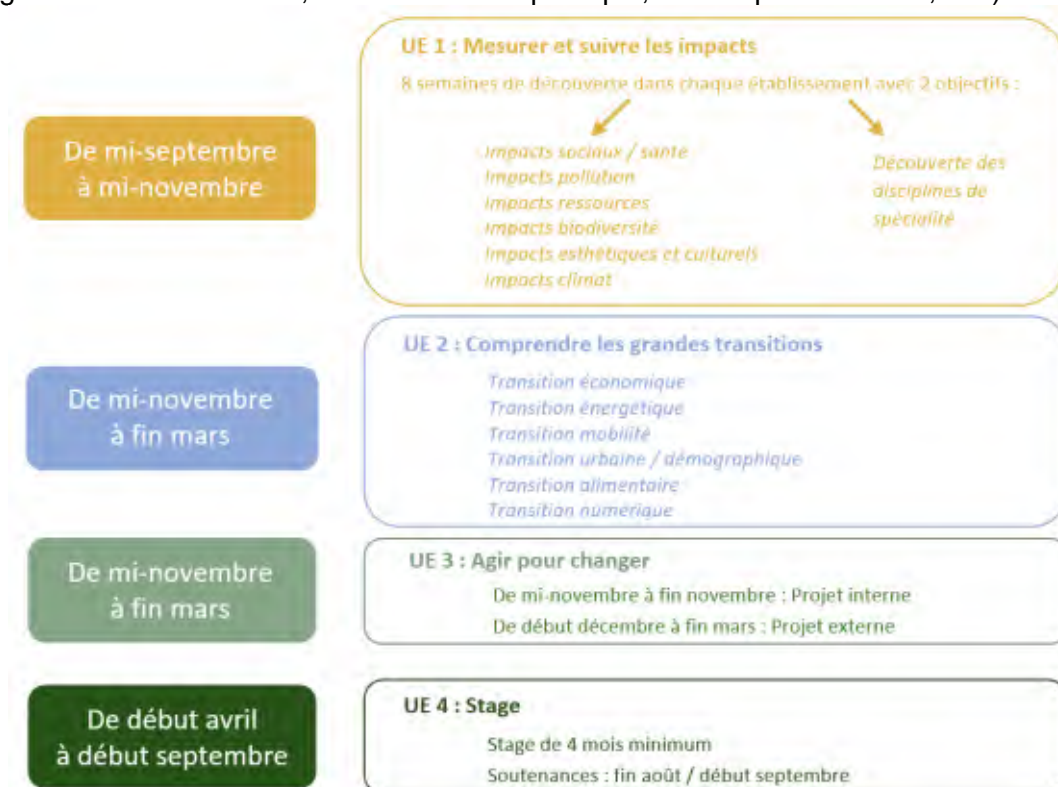 De mi-septembre
à mi-novembre
UE 1 : Mesurer et suivre les impacts
8 semaines de découverte dans chaque établissement avec 2 objectifs :
Impacts sociaux / santé
Impacts pollution
Impacts ressources
Impacts biodiversité
Impacts esthétiques et culturels
Impacts climat
Découverte des
disciplines de
spécialité
De mi-novembre
à fin mars
UE 2 : Comprendre les grandes transitions
Transition économique
Transition énergétique
Transition mobilité
Transition urbaine / démographique
Transition alimentaire
Transition numérique
De mi-novembre
à fin mars
UE 3 : Agir pour changer
De mi-novembre à fin novembre : Projet interne
De début décembre à fin mars : Projet externe
De début avril
à début septembre
UE 4 : Stage
Stage de 4 mois minimum
Soutenances : fin août / début septembre